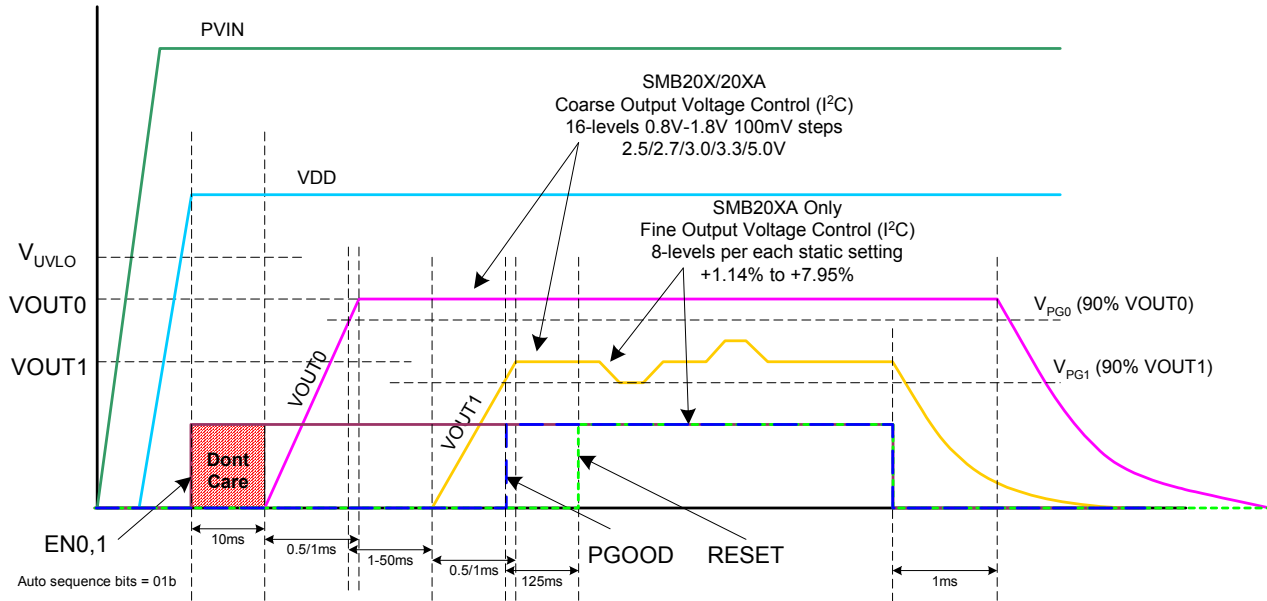 PVIN
SMB20X/20XA
Coarse Output Voltage Control (I²C)
16-levels 0.8V-1.8V 100mV steps
2.5/2.7/3.0/3.3/5.0V
VDD
SMB20XA Only
Fine Output Voltage Control (I²C)
8-levels per each static setting
+1.14% to +7.95%
VUVLO
VOUT0
VPG0 (90% VOUT0)
VOUT1
VPG1 (90% VOUT1)
VOUT0
VOUT1
Dont
Care
EN0,1
10ms
0.5/1ms
1-50ms
0.5/1ms
125ms
PGOOD
RESET
1ms
Auto sequence bits = 01b